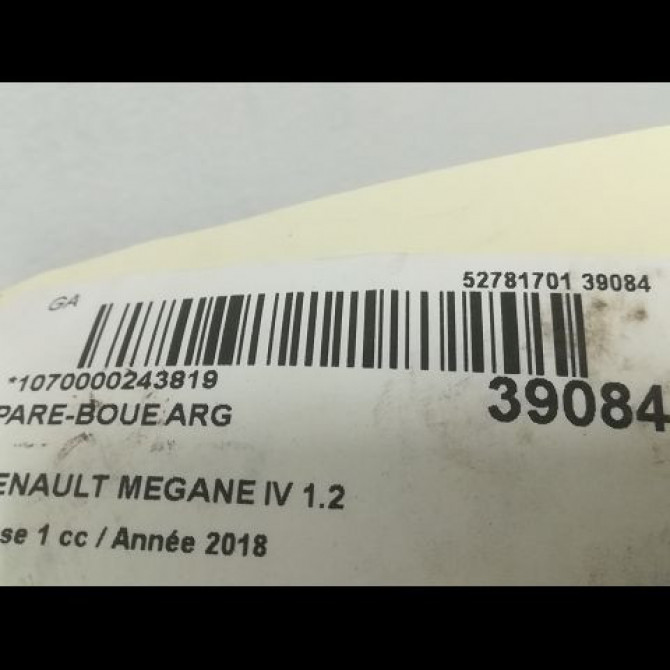 GA
52781701 39084
*1070000243819
39084
PARE-BOUE ARG
ENAULT MEGANE IV 1.2
se 1 cc / Année 2018